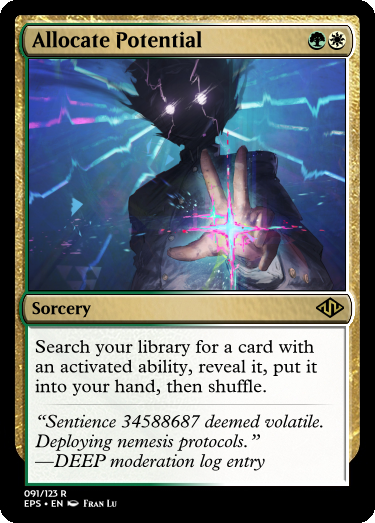 Allocate Potential
Sorcery
Search your library for a card with
an activated ability, reveal it, put it
into your hand, then shuffle.
“Sentience 34588687 deemed volatile.
Deploying nemesis protocols.”
—DEEP moderation log entry
091/123 R
EPS • EN Fran Lu